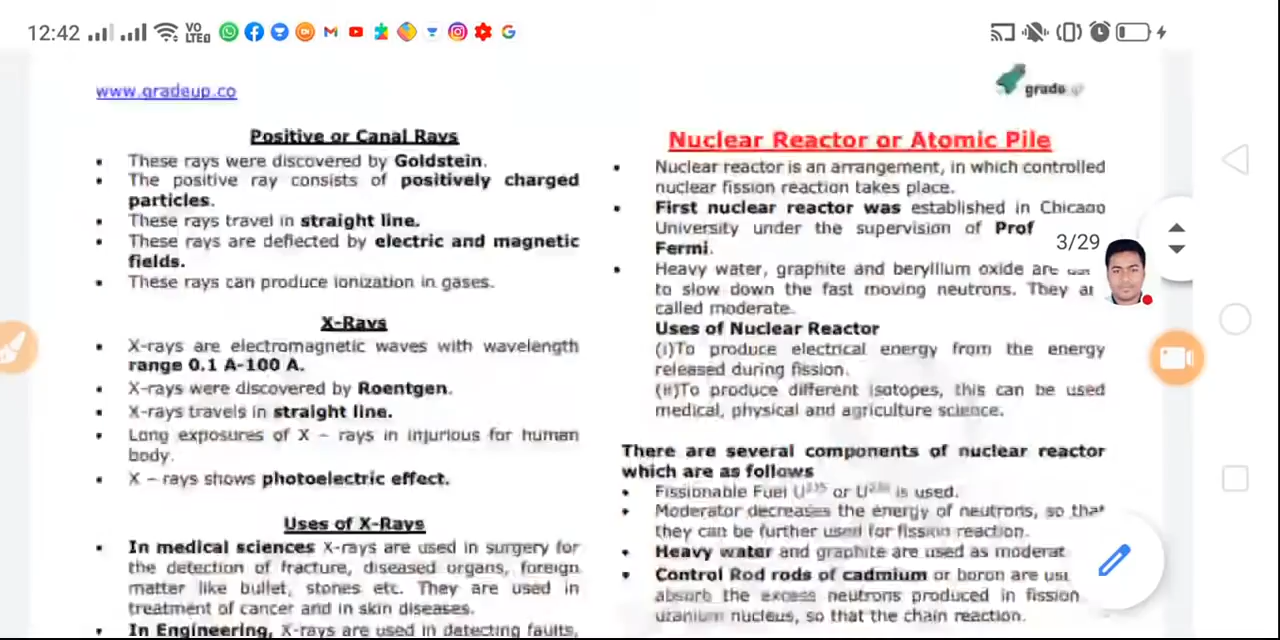 12:42
VO
LTE
www.gradeup.co
grade
Positive or Canal Rays
• These rays were discovered by Goldstein.
• The positive ray consists of positively charged
particles.
• These rays travel in straight line.
• These rays are deflected by electric and magnetic
fields.
• These rays can produce ionization in gases.
X-Rays
• X-rays are electromagnetic waves with wavelength
range 0.1 A-100 A.
• X-rays were discovered by Roentgen.
• X-rays travels in straight line.
• Long exposures of X – rays in injurious for human
body.
• X – rays shows photoelectric effect.
Uses of X-Rays
• In medical sciences X-rays are used in surgery for
the detection of fracture, diseased organs, foreign
matter like bullet, stones etc. They are used in
treatment of cancer and in skin diseases.
• In Engineering, X-rays are used in detecting faults,
Nuclear Reactor or Atomic Pile
• Nuclear reactor is an arrangement, in which controlled
nuclear fission reaction takes place.
• First nuclear reactor was established in Chicago
University under the supervision of Prof
Fermi.
3/29
• Heavy water, graphite and beryllium oxide are
to slow down the fast moving neutrons. They
called moderate.
Uses of Nuclear Reactor
(i)To produce electrical energy from the energy
released during fission.
(ii)To produce different isotopes, this can be used
medical, physical and agriculture science.
There are several components of nuclear reactor
which are as follows
• Fissionable Fuel U235 or is used.
• Moderator decreases the energy of neutrons, so that
they can be further used for fission reaction.
• Heavy water and graphite are used as moderat
• Control Rod rods of cadmium or boron are
absorb the excess neutrons produced in fission
uranium nucleus, so that the chain reaction.